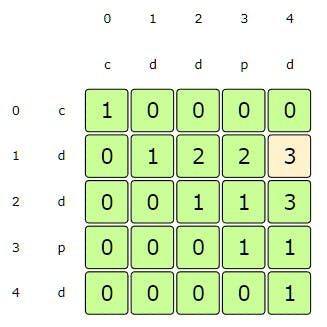 0 1 2 3 4
c d d p d
0 c 1 0 0 0 0
1 d 0 1 2 2 3
2 d 0 0 1 1 3
3 p 0 0 0 1 1
4 d 0 0 0 0 1